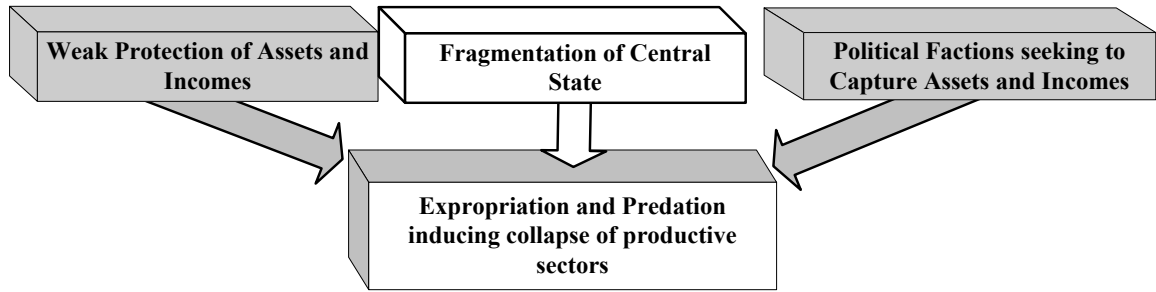 Weak Protection of Assets and
Incomes
Fragmentation of Central
State
Political Factions seeking to
Capture Assets and Incomes
Expropriation and Predation
inducing collapse of productive
sectors